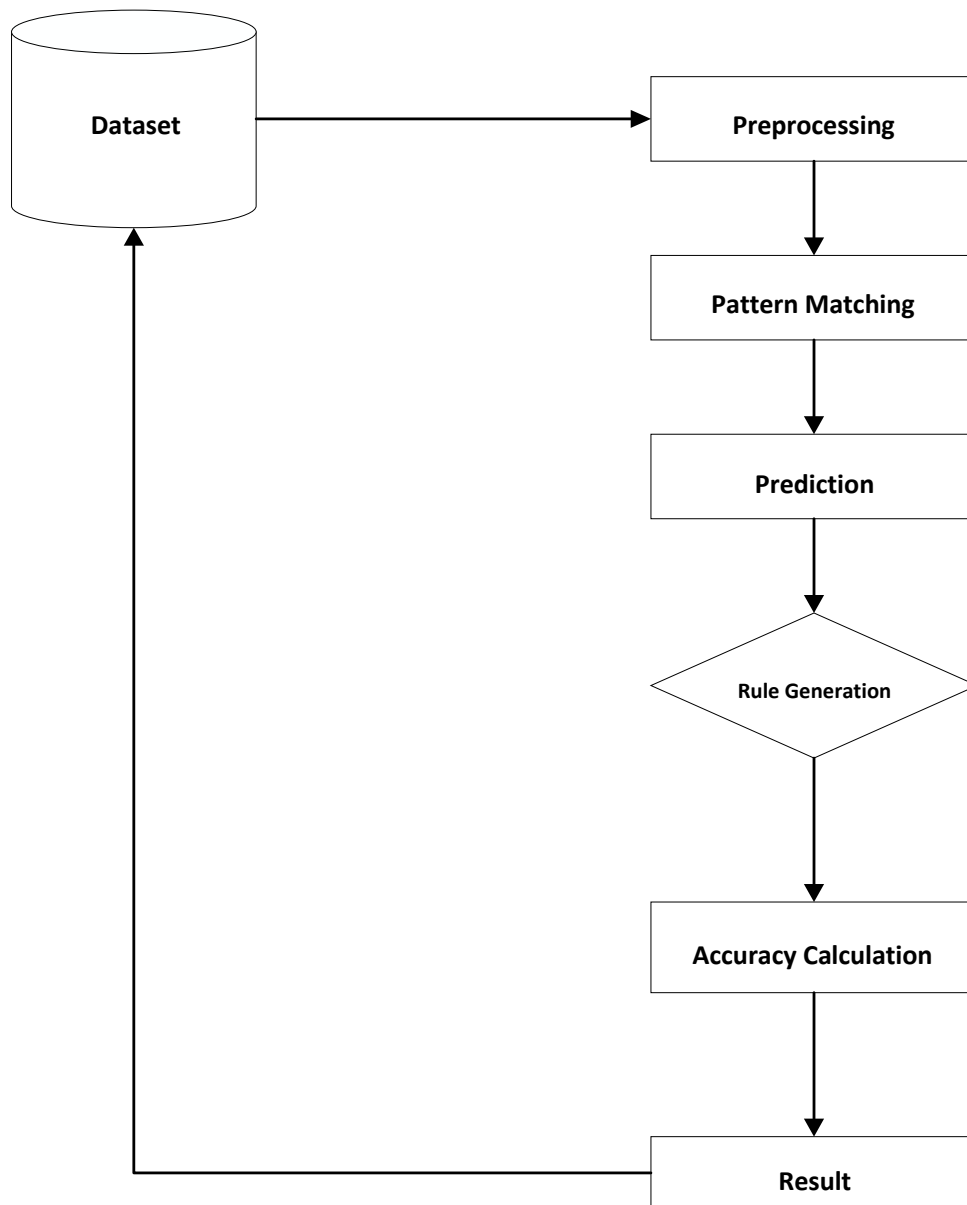 Dataset
Preprocessing
Pattern Matching
Prediction
Rule Generation
Accuracy Calculation
Result